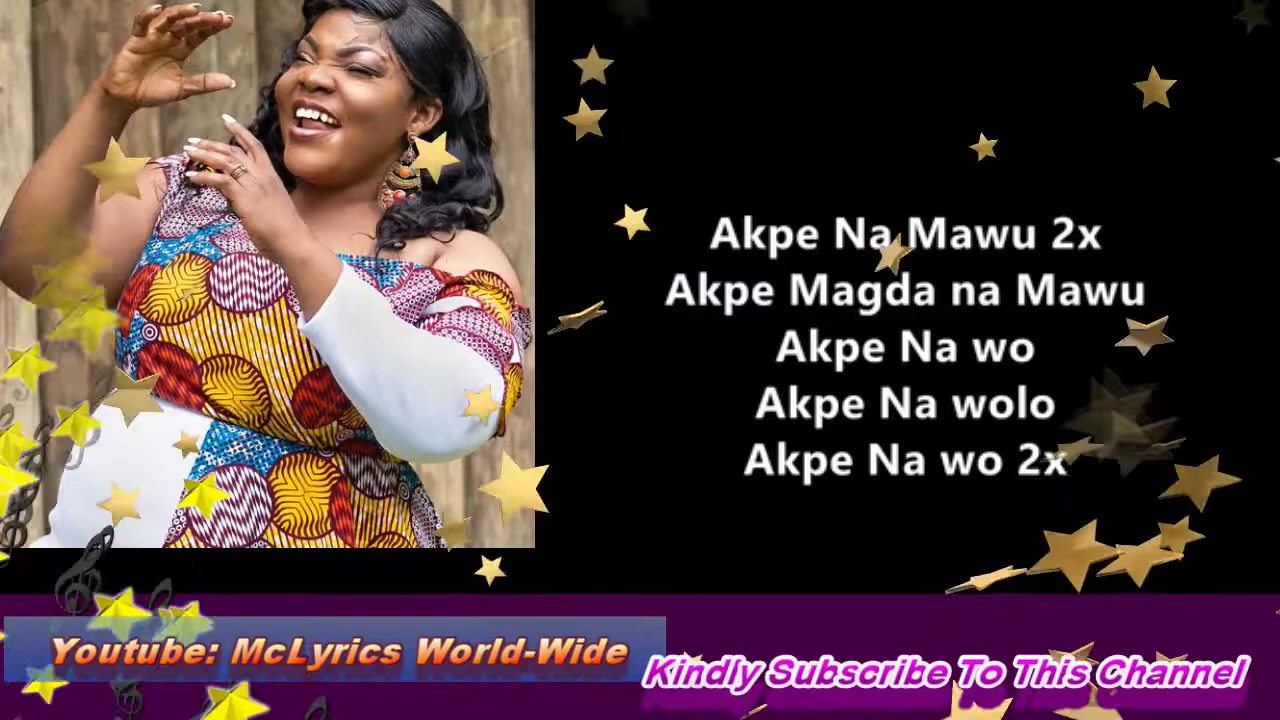 Akpe Na Mawu 2x
Akpe Magda na Mawu
Akpe Na wo
Akpe Na wolo
Akpe Na wo 2x
Youtube: McLyrics World-Wide
Kindly Subscribe To This Channel